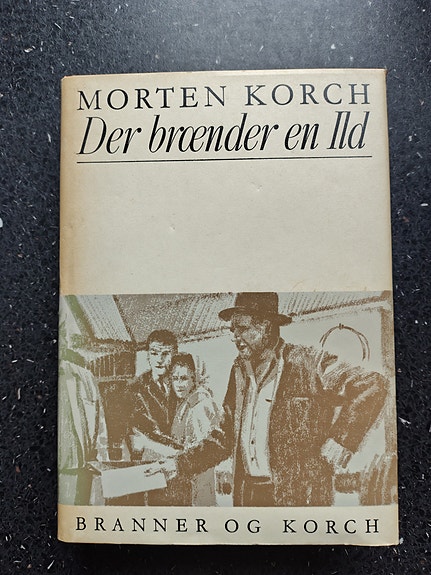 MORTEN KORCH
Der brænder en Ild
BRANNER OG KORCH